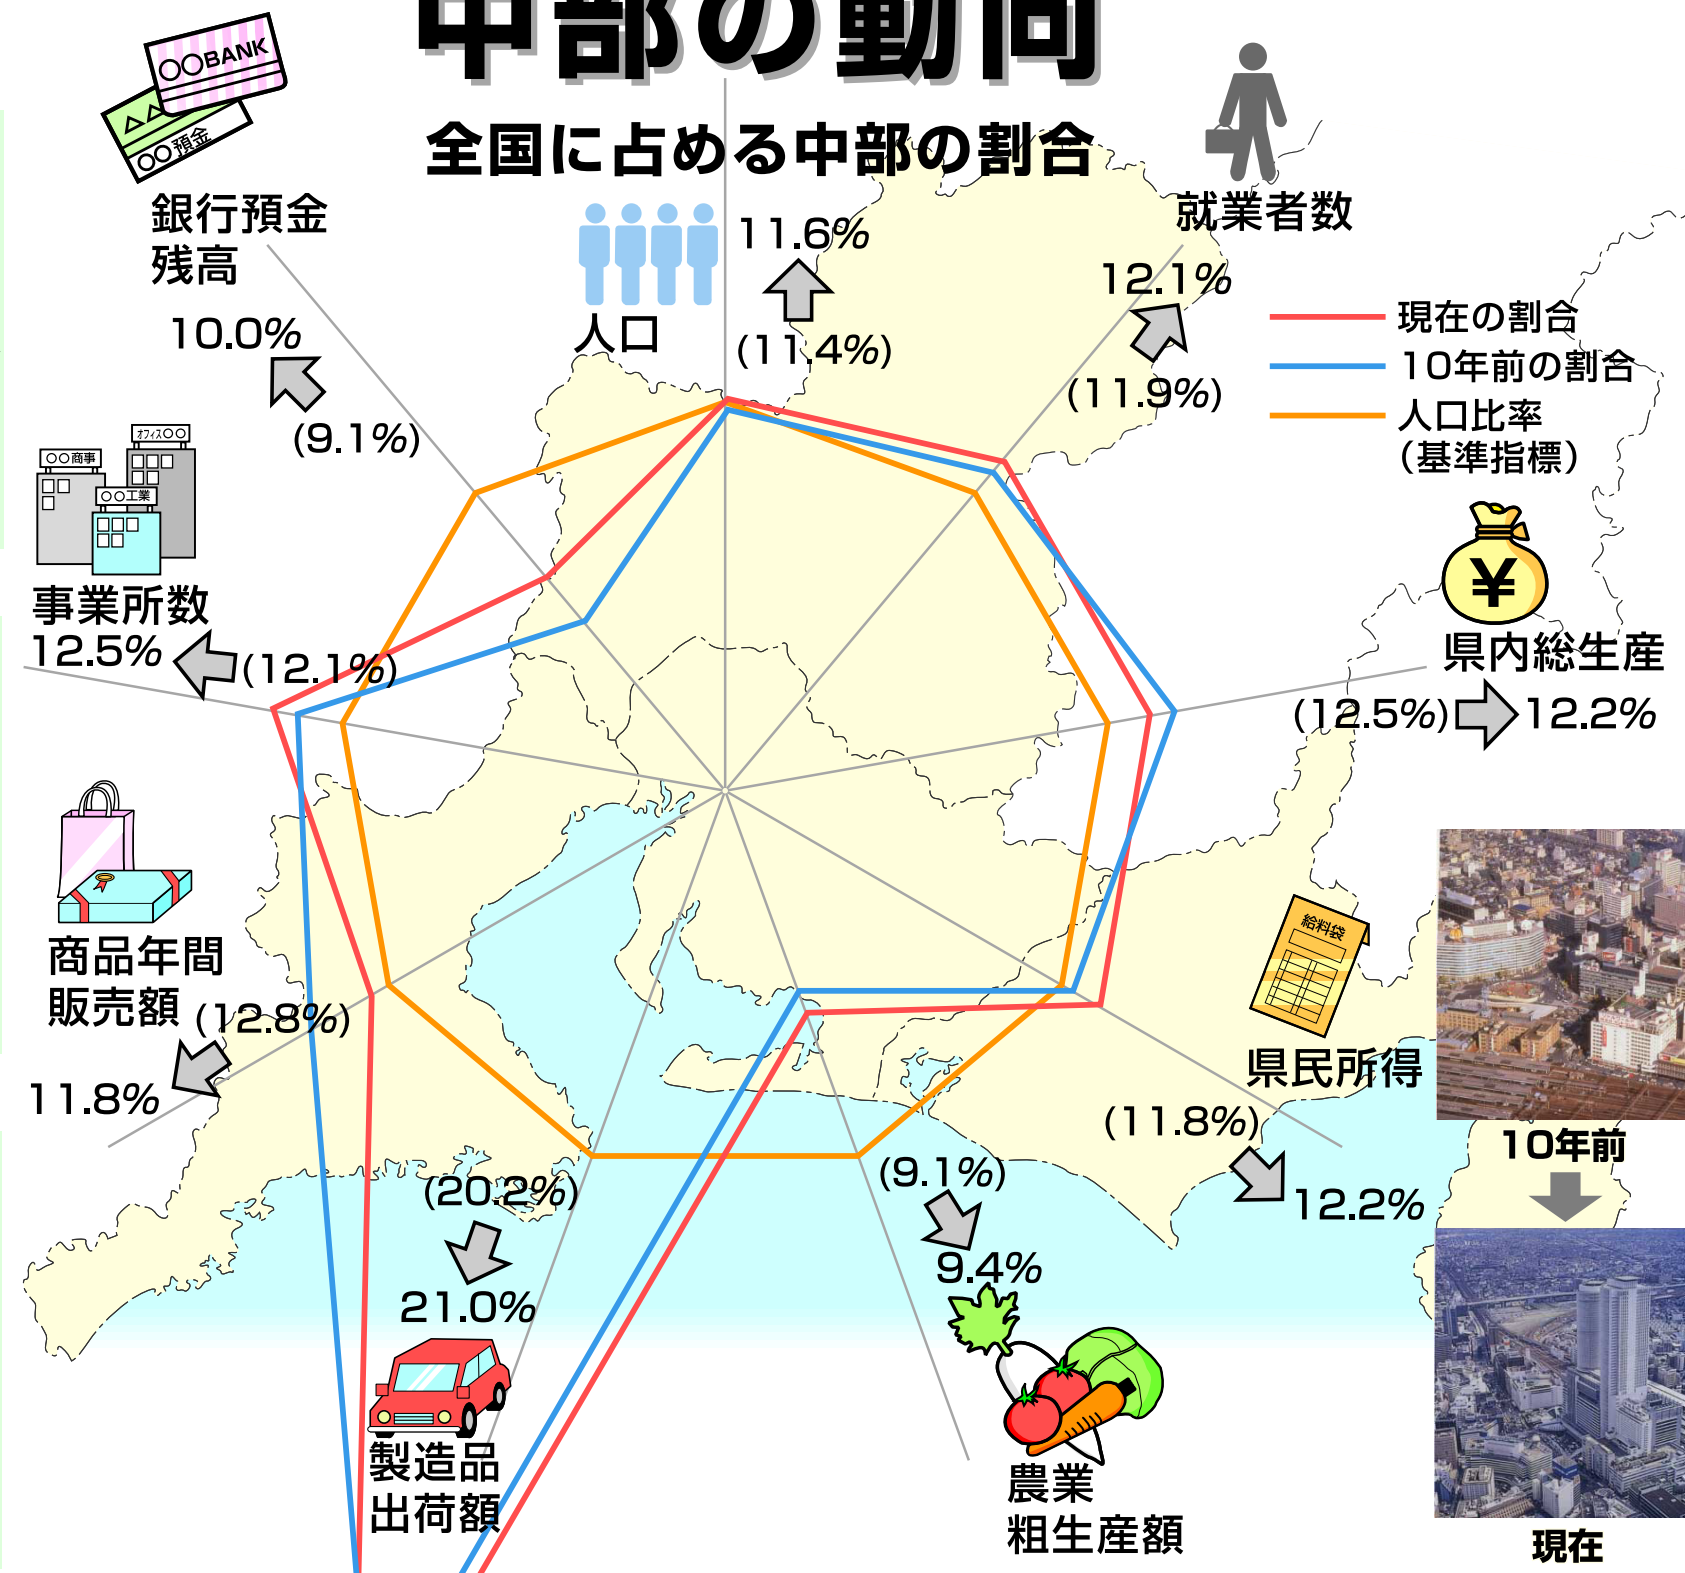 中部の動向
全国に占める中部の割合
○○BANK
△△
○○預金
銀行預金
残高
10.0%
(9.1%)
人口
11.6%
(11.4%)
就業者数
12.1%
(11.9%)
現在の割合
10年前の割合
人口比率
(基準指標)
オフィス○○
○○商事
○○工業
事業所数
12.5%
(12.1%)
¥
県内総生産
(12.5%)
12.2%
商品年間
販売額
(12.8%)
11.8%
給料袋
県民所得
(11.8%)
12.2%
(20.2%)
21.0%
製造品
出荷額
(9.1%)
9.4%
農業
粗生産額
10年前
現在